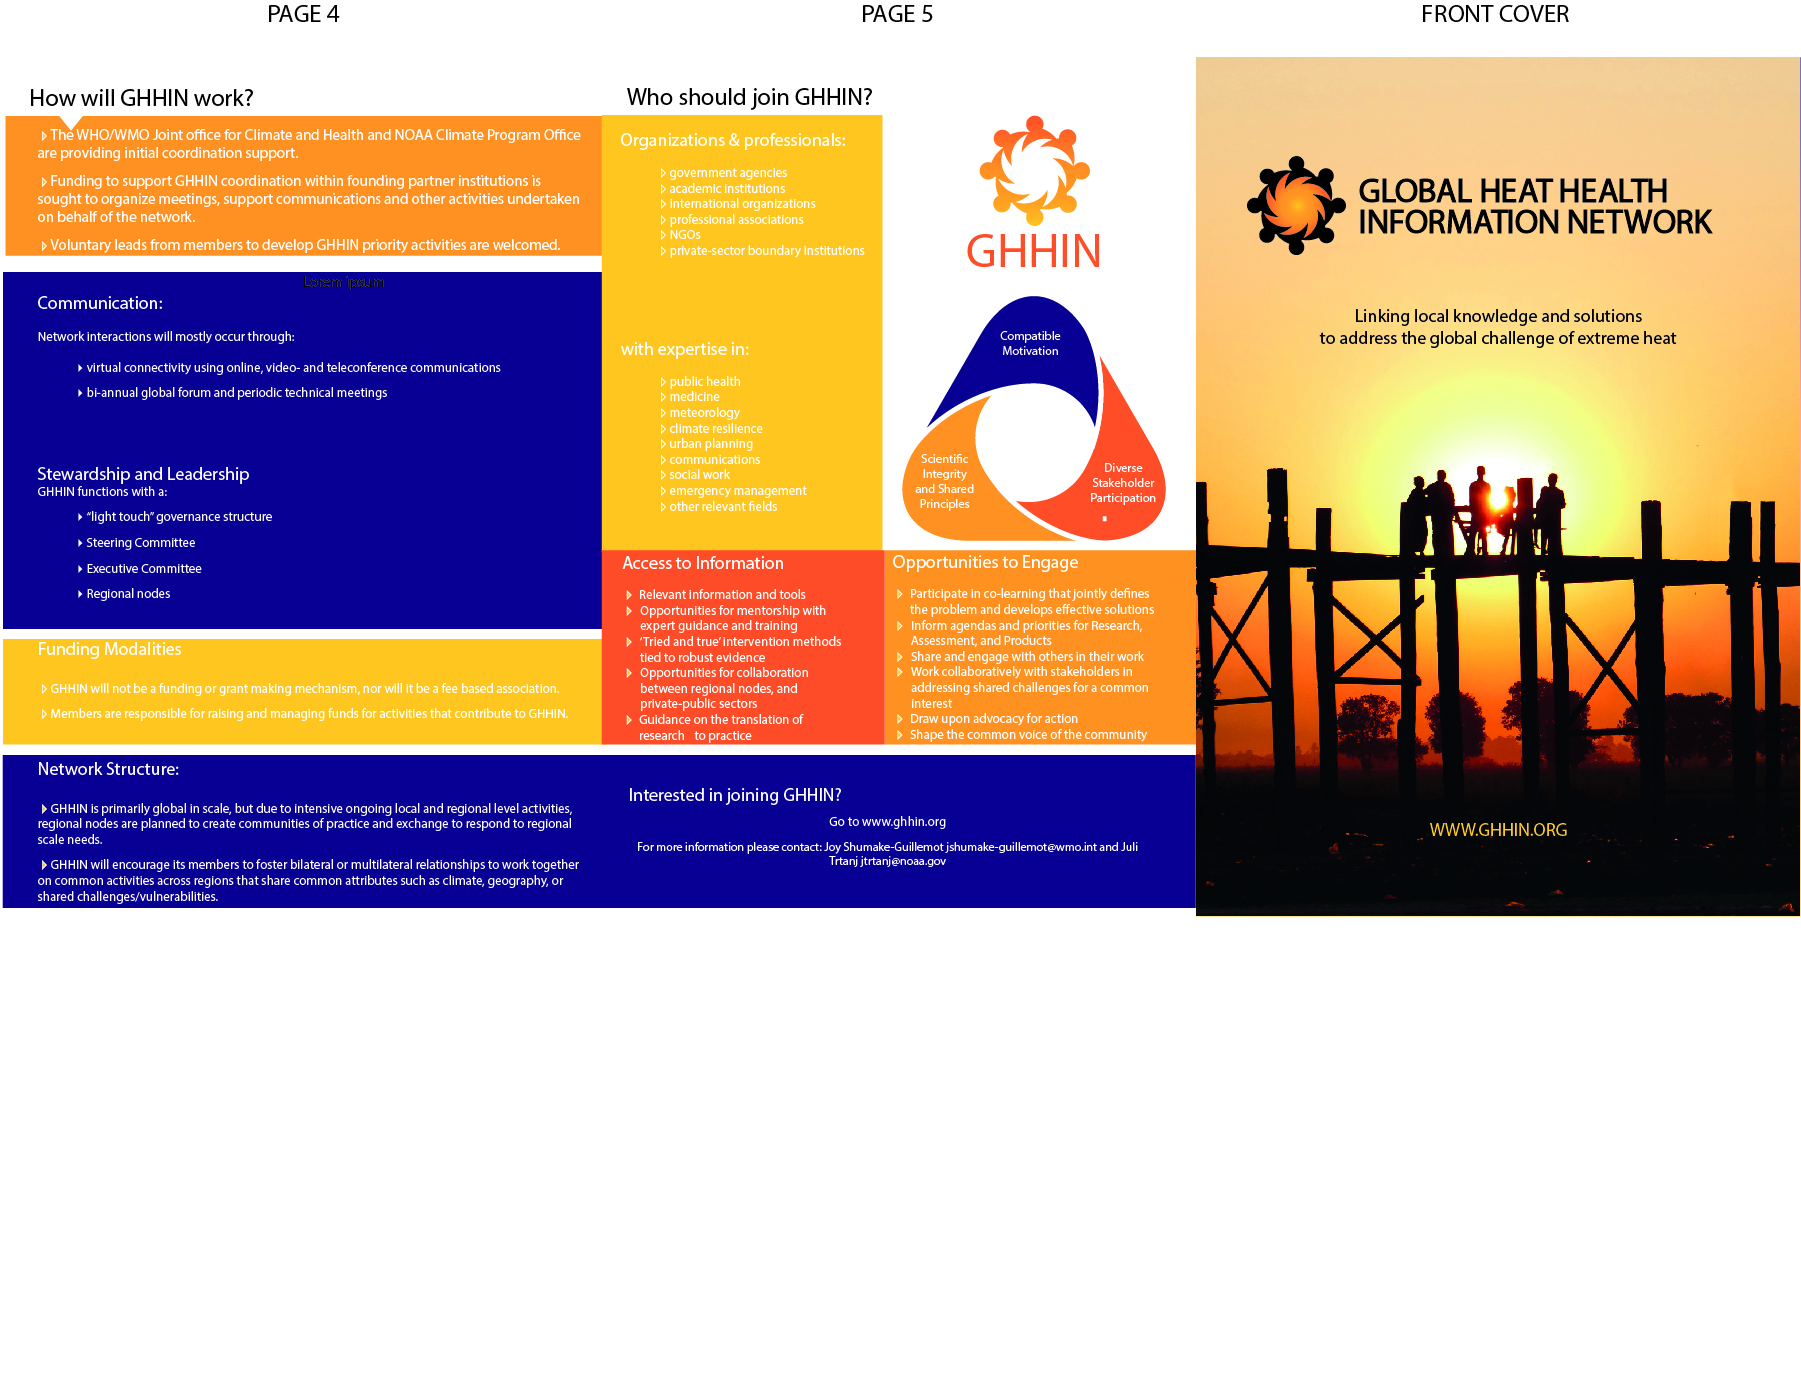 PAGE 4
How will GHHIN work?
The WHO/WMO Joint office for Climate and Health and NOAA Climate Program Office
are providing initial coordination support.
Funding to support GHHIN coordination within founding partner institutions is
sought to organize meetings, support communications and other activities undertaken
on behalf of the network.
Voluntary leads from members to develop GHHIN priority activities are welcomed.
Lorem ipsum
Communication:
Network interactions will mostly occur through:
virtual connectivity using online, video- and teleconference communications
bi-annual global forum and periodic technical meetings
Stewardship and Leadership
GHHIN functions with a:
“light touch” governance structure
Steering Committee
Executive Committee
Regional nodes
Funding Modalities
GHHIN will not be a funding or grant making mechanism, nor will it be a fee based association.
Members are responsible for raising and managing funds for activities that contribute to GHHIN.
Network Structure:
GHHIN is primarily global in scale, but due to intensive ongoing local and regional level activities,
regional nodes are planned to create communities of practice and exchange to respond to regional
scale needs.
GHHIN will encourage its members to foster bilateral or multilateral relationships to work together
on common activities across regions that share common attributes such as climate, geography, or
shared challenges/vulnerabilities.
PAGE 5
Who should join GHHIN?
Organizations & professionals:
government agencies
academic institutions
international organizations
professional associations
NGOs
private-sector boundary institutions
with expertise in:
public health
medicine
meteorology
climate resilience
urban planning
communications
social work
emergency management
other relevant fields
GHHIN
Compatible
Motivation
Scientific
Integrity
and Shared
Principles
Diverse
Stakeholder
Participation
Access to Information
Relevant information and tools
Opportunities for mentorship with
expert guidance and training
‘Tried and true’ intervention methods
tied to robust evidence
Opportunities for collaboration
between regional nodes, and
private-public sectors
Guidance on the translation of
research to practice
Opportunities to Engage
Participate in co-learning that jointly defines
the problem and develops effective solutions
Inform agendas and priorities for Research,
Assessment, and Products
Share and engage with others in their work
Work collaboratively with stakeholders in
addressing shared challenges for a common
interest
Draw upon advocacy for action
Shape the common voice of the community
Interested in joining GHHIN?
Go to www.ghhin.org
For more information please contact: Joy Shumake-Guillemot jshumake-guillemot@wmo.int and Juli
Trtanj jtrtanj@noaa.gov
FRONT COVER
GLOBAL HEAT HEALTH
INFORMATION NETWORK
Linking local knowledge and solutions
to address the global challenge of extreme heat
WWW.GHHIN.ORG